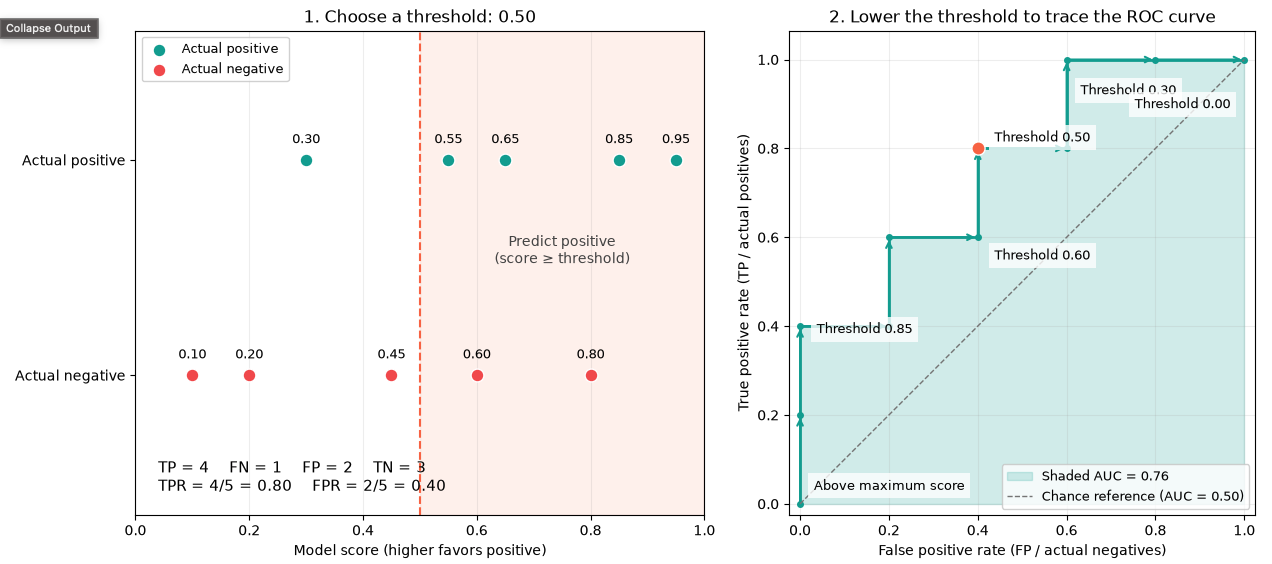 Collapse Output
1. Choose a threshold: 0.50
Actual positive
Actual negative
0.30
0.55
0.65
0.85
0.95
Actual positive
Predict positive
(score ≥ threshold)
0.10
0.20
0.45
0.60
0.80
Actual negative
TP = 4 FN = 1 FP = 2 TN = 3
TPR = 4/5 = 0.80 FPR = 2/5 = 0.40
0.0 0.2 0.4 0.6 0.8 1.0
Model score (higher favors positive)
2. Lower the threshold to trace the ROC curve
True positive rate (TP / actual positives)
1.0
0.8
0.6
0.4
0.2
0.0
Threshold 0.30
Threshold 0.00
Threshold 0.50
Threshold 0.60
Threshold 0.85
Above maximum score
Shaded AUC = 0.76
Chance reference (AUC = 0.50)
0.0 0.2 0.4 0.6 0.8 1.0
False positive rate (FP / actual negatives)